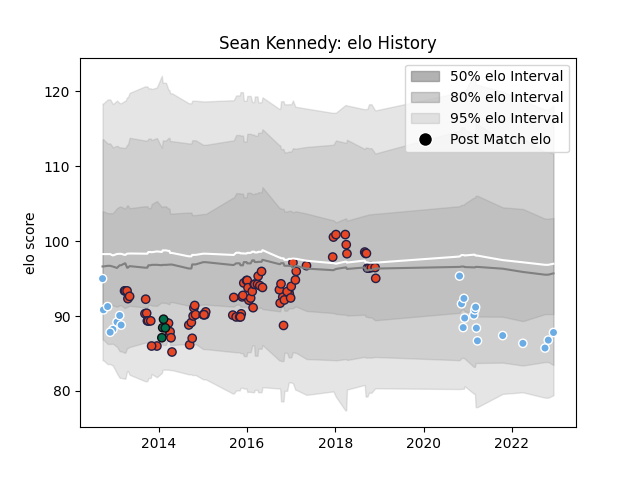 Sean Kennedy: elo History
50% elo Interval
80% elo Interval
95% elo Interval
Post Match elo
elo score
120
110
100
90
80
2014
2016
2018
2020
2022